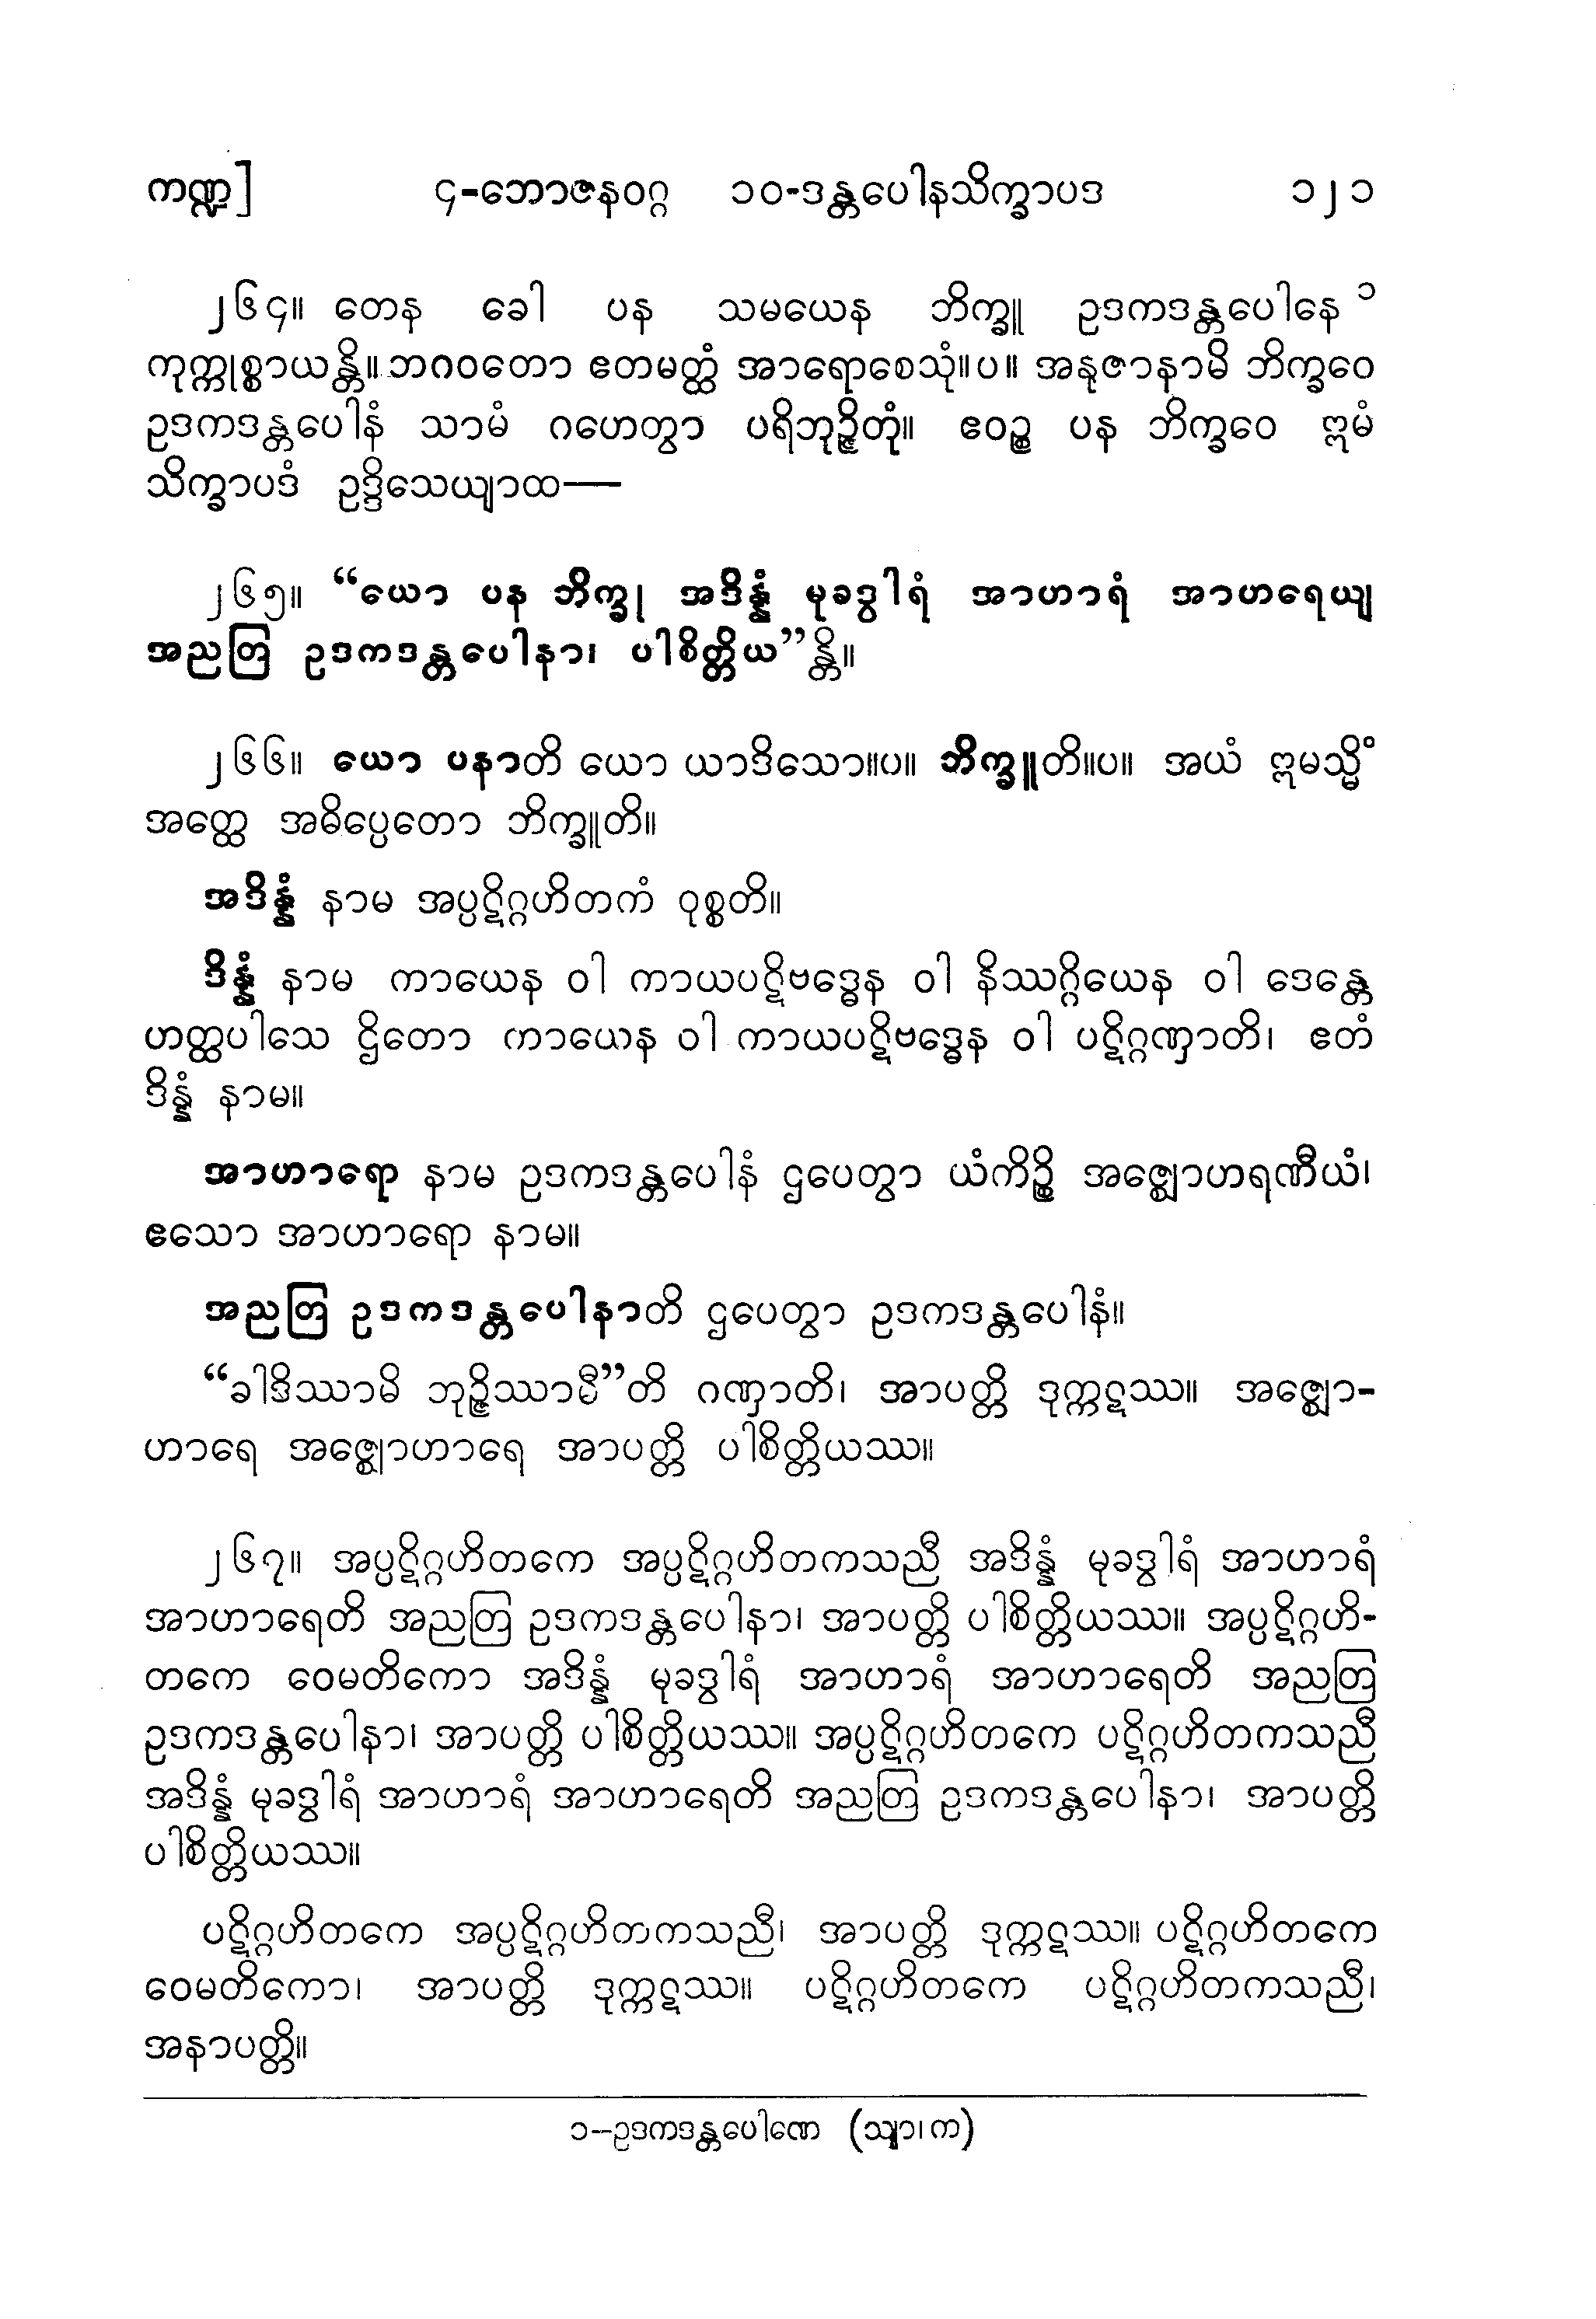 ကဏ္ဍ] ၄-ဘောဇနဝဂ္ဂ ၁၀-ဒန္တပေါနသိက္ခာပဒ ၁၂၁
၂၆၄။ တေန ခေါ ပန သမယေန ဘိက္ခူ ဥဒကဒန္တပေါနေ ၁
ကုက္ကုစ္စာယန္တိ။ ဘဂဝတော ဧတမတ္ထံ အာရောစေသုံ။ပ။ အနုဇာနာမိ ဘိက္ခဝေ
ဥဒကဒန္တပေါနံ သာမံ ဂဟေတွာ ပရိဘုဉ္ဇိတုံ။ ဧဝဉ္စ ပန ဘိက္ခဝေ ဣမံ
သိက္ခာပဒံ ဥဒ္ဒိသေယျာထ—
၂၆၅။ “ယော ပန ဘိက္ခု အဒိန္နံ မုခဒွါရံ အာဟာရံ အာဟရေယျ
အညတြ ဥဒကဒန္တပေါနာ၊ ပါစိတ္တိယ”န္တိ။
၂၆၆။ ယော ပနာတိ ယော ယာဒိသော။ပ။ ဘိက္ခူတိ။ပ။ အယံ ဣမသ္မိံ
အတ္ထေ အဓိပ္ပေတော ဘိက္ခူတိ။
အဒိန္နံ နာမ အပ္ပဋိဂ္ဂဟိတကံ ဝုစ္စတိ။
ဒိန္နံ နာမ ကာယေန ဝါ ကာယပဋိဗဒ္ဓေန ဝါ နိဿဂ္ဂိယေန ဝါ ဒေန္တေ
ဟတ္ထပါသေ ဌိတော ကာယေန ဝါ ကာယပဋိဗဒ္ဓေန ဝါ ပဋိဂ္ဂဏှာတိ၊ ဧတံ
ဒိန္နံ နာမ။
အာဟာရော နာမ ဥဒကဒန္တပေါနံ ဌပေတွာ ယံကိဉ္စိ အဇ္ဈောဟရဏီယံ၊
ဧသော အာဟာရော နာမ။
အညတြ ဥဒကဒန္တပေါနာတိ ဌပေတွာ ဥဒကဒန္တပေါနံ။
“ခါဒိဿာမိ ဘုဉ္ဇိဿာမီ”တိ ဂဏှာတိ၊ အာပတ္တိ ဒုက္ကဋဿ။ အဇ္ဈော-
ဟာရေ အဇ္ဈောဟာရေ အာပတ္တိ ပါစိတ္တိယဿ။
၂၆၇။ အပ္ပဋိဂ္ဂဟိတကေ အပ္ပဋိဂ္ဂဟိတကသညီ အဒိန္နံ မုခဒွါရံ အာဟာရံ
အာဟာရေတိ အညတြ ဥဒကဒန္တပေါနာ၊ အာပတ္တိ ပါစိတ္တိယဿ။ အပ္ပဋိဂ္ဂဟိ-
တကေ ဝေမတိကော အဒိန္နံ မုခဒွါရံ အာဟာရံ အာဟာရေတိ အညတြ
ဥဒကဒန္တပေါနာ၊ အာပတ္တိ ပါစိတ္တိယဿ။ အပ္ပဋိဂ္ဂဟိတကေ ပဋိဂ္ဂဟိတကသညီ
အဒိန္နံ မုခဒွါရံ အာဟာရံ အာဟာရေတိ အညတြ ဥဒကဒန္တပေါနာ၊ အာပတ္တိ
ပါစိတ္တိယဿ။
ပဋိဂ္ဂဟိတကေ အပ္ပဋိဂ္ဂဟိတကသညီ၊ အာပတ္တိ ဒုက္ကဋဿ။ ပဋိဂ္ဂဟိတကေ
ဝေမတိကော၊ အာပတ္တိ ဒုက္ကဋဿ။ ပဋိဂ္ဂဟိတကေ ပဋိဂ္ဂဟိတကသညီ၊
အနာပတ္တိ။
၁–ဥဒကဒန္တပေါဏေ (သျာ၊ က)